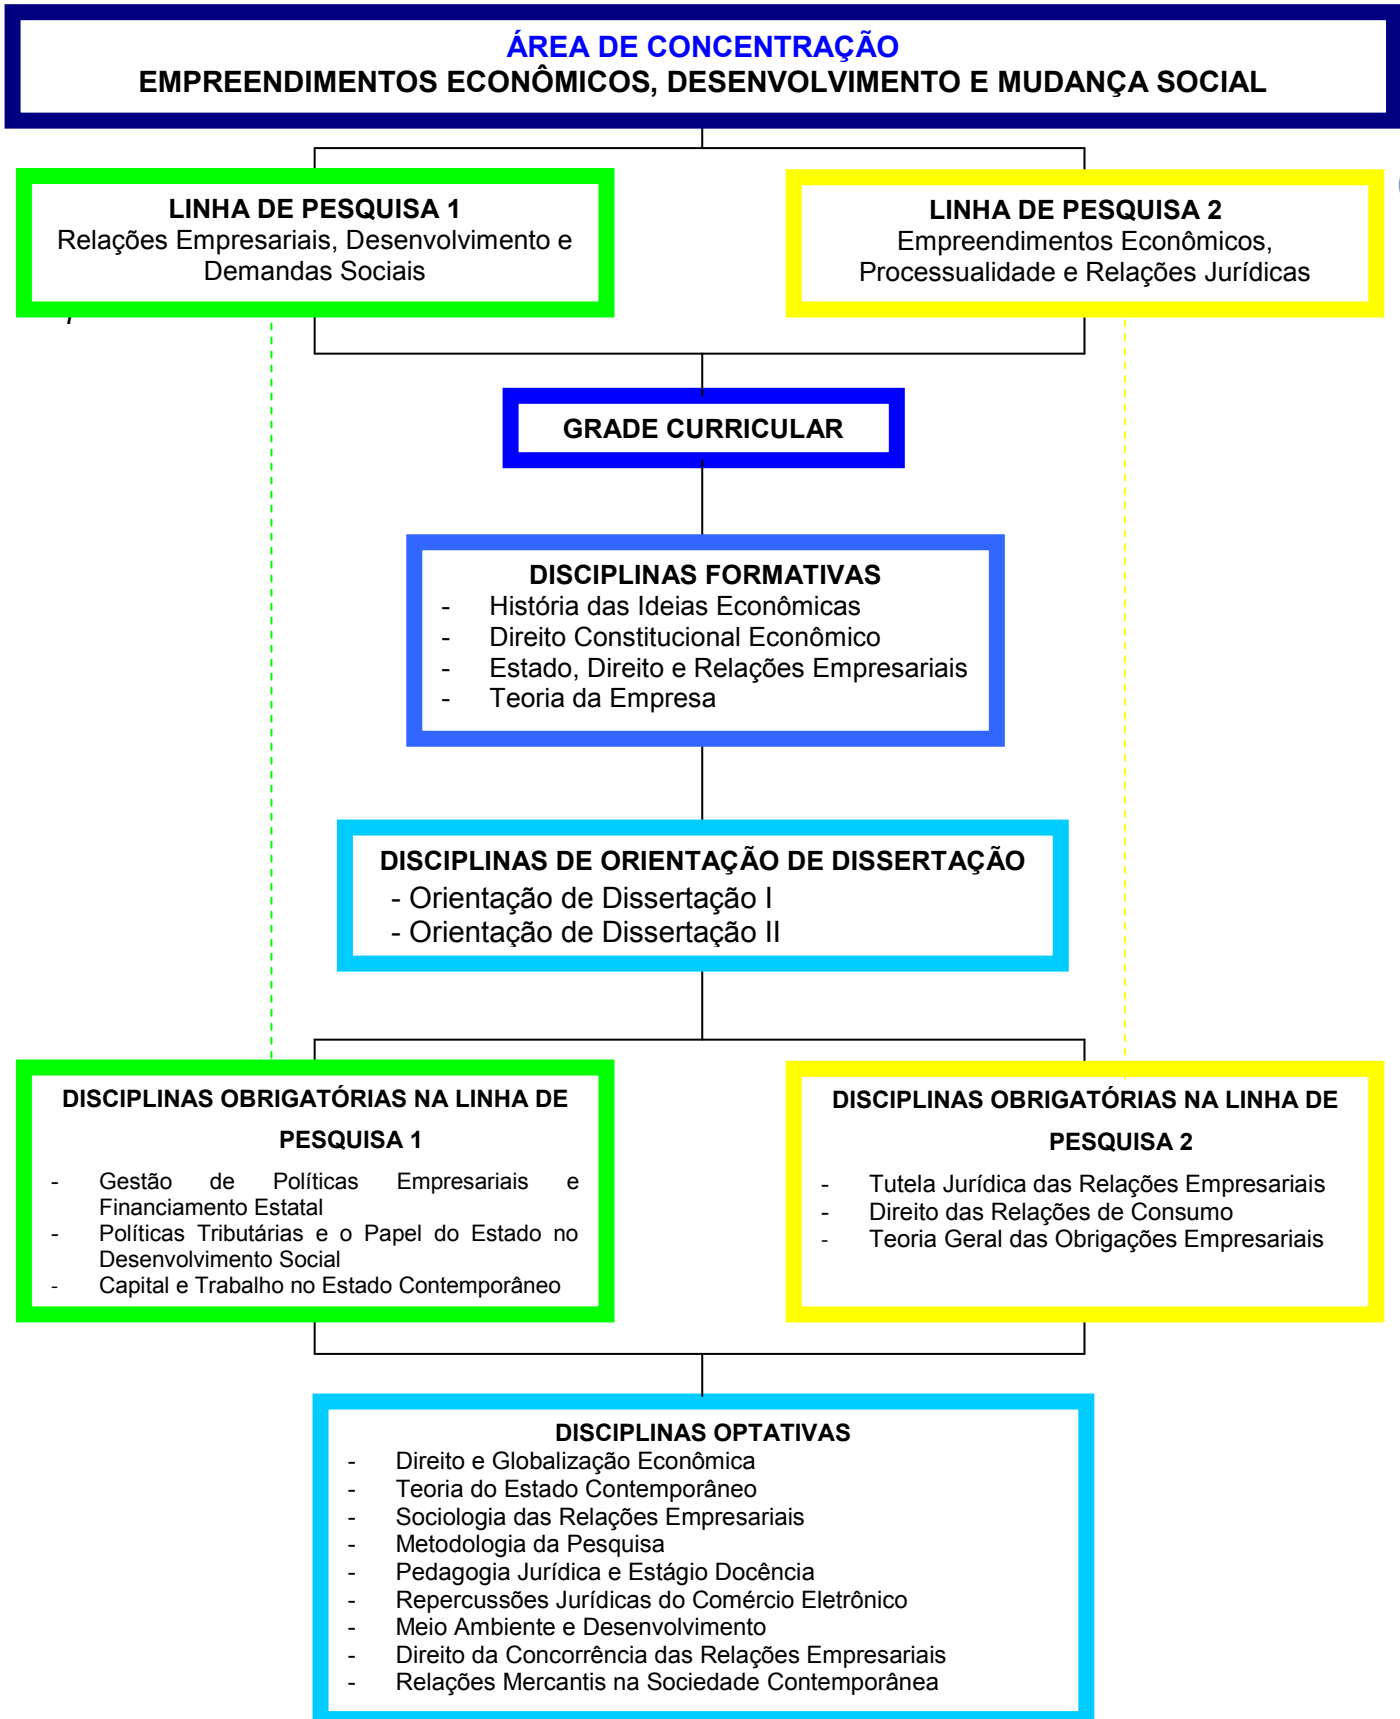 ÁREA DE CONCENTRAÇÃO
EMPREENDIMENTOS ECONÔMICOS, DESENVOLVIMENTO E MUDANÇA SOCIAL
LINHA DE PESQUISA 1
Relações Empresariais, Desenvolvimento e
Demandas Sociais
LINHA DE PESQUISA 2
Empreendimentos Econômicos,
Processualidade e Relações Jurídicas
GRADE CURRICULAR
DISCIPLINAS FORMATIVAS
- História das Ideias Econômicas
- Direito Constitucional Econômico
- Estado, Direito e Relações Empresariais
- Teoria da Empresa
DISCIPLINAS DE ORIENTAÇÃO DE DISSERTAÇÃO
- Orientação de Dissertação I
- Orientação de Dissertação II
DISCIPLINAS OBRIGATÓRIAS NA LINHA DE
PESQUISA 1
- Gestão de Políticas Empresariais e
Financiamento Estatal
- Políticas Tributárias e o Papel do Estado no
Desenvolvimento Social
- Capital e Trabalho no Estado Contemporâneo
DISCIPLINAS OBRIGATÓRIAS NA LINHA DE
PESQUISA 2
- Tutela Jurídica das Relações Empresariais
- Direito das Relações de Consumo
- Teoria Geral das Obrigações Empresariais
DISCIPLINAS OPTATIVAS
- Direito e Globalização Econômica
- Teoria do Estado Contemporâneo
- Sociologia das Relações Empresariais
- Metodologia da Pesquisa
- Pedagogia Jurídica e Estágio Docência
- Repercussões Jurídicas do Comércio Eletrônico
- Meio Ambiente e Desenvolvimento
- Direito da Concorrência das Relações Empresariais
- Relações Mercantis na Sociedade Contemporânea